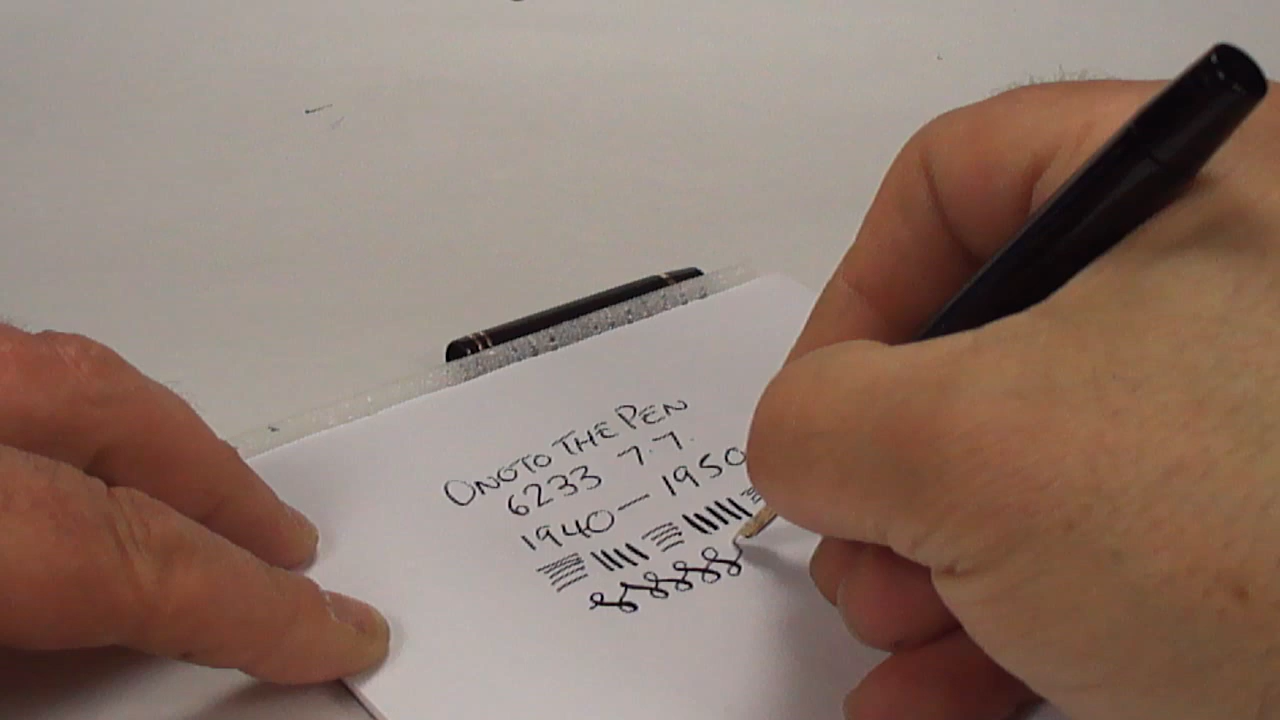 ONOTO THE PEN
6233 7.7.
1940 — 1950